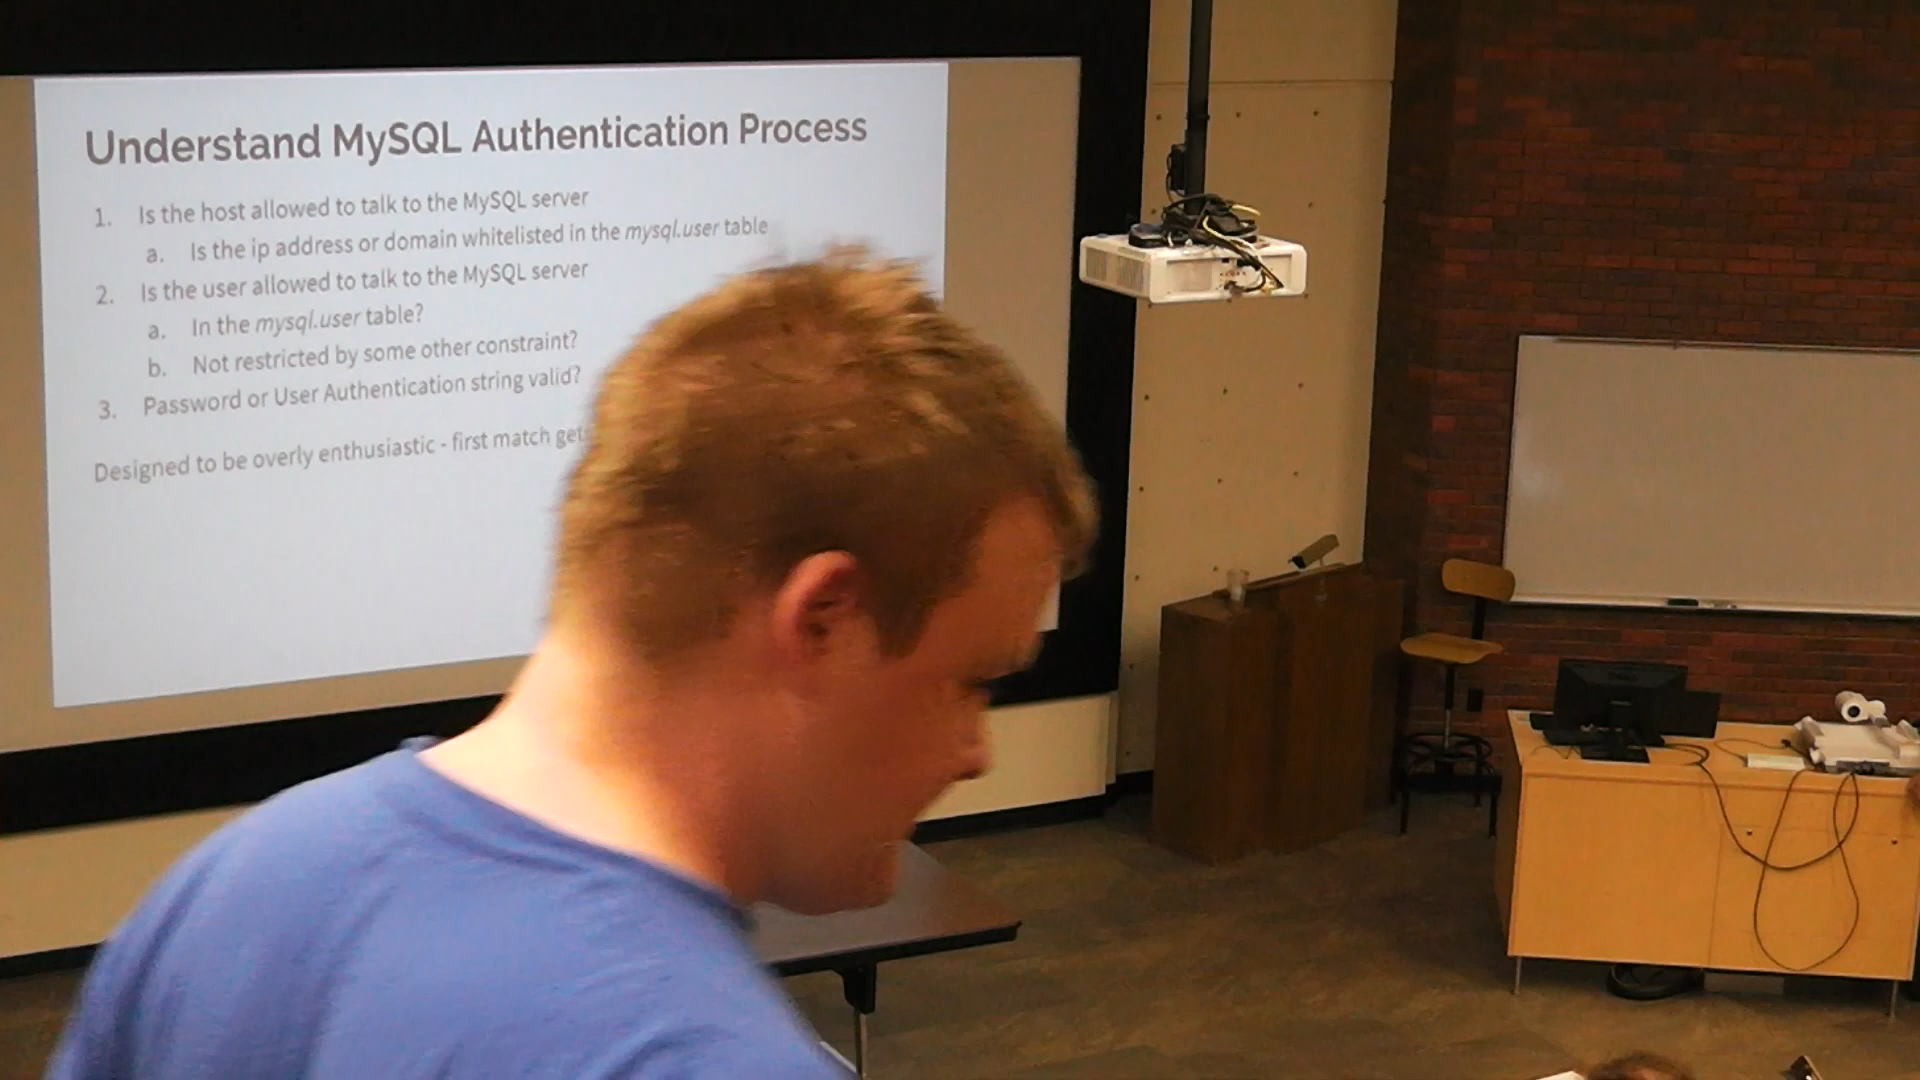 Understand MySQL Authentication Process
1. Is the host allowed to talk to the MySQL server
a. Is the ip address or domain whitelisted in the mysql.user table
2. Is the user allowed to talk to the MySQL server
a. In the mysql.user table?
b. Not restricted by some other constraint?
3. Password or User Authentication string valid?
Designed to be overly enthusiastic - first match gets